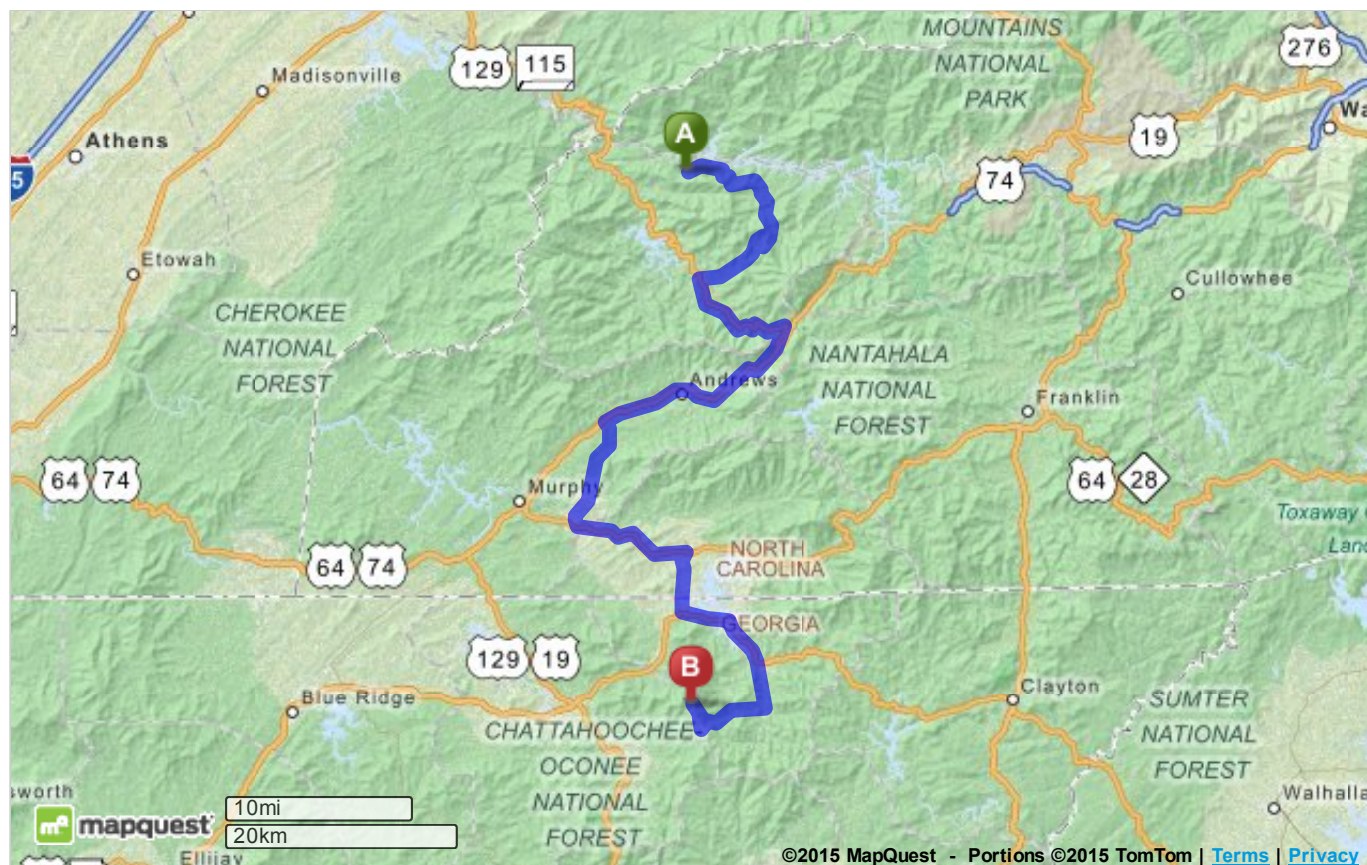 MOUNTAINS
NATIONAL
PARK
276
129
115
Madisonville
Athens
A
19
Wa
5
74
Etowah
Cullowhee
CHEROKEE
NATIONAL
FOREST
NANTAHALA
NATIONAL
FOREST
Andrews
Franklin
64 74
Murphy
64 28
Toxaway
Land
64 74
NORTH
CAROLINA
GEORGIA
129 19
B
Blue Ridge
Clayton
SUMTER
NATIONAL
FOREST
CHATTAHOOCHEE-
OCONEE
NATIONAL
FOREST
sworth
Walhalla
10mi
mapquest
20km
Ellijay
©2015 MapQuest - Portions ©2015 TomTom | Terms | Privacy